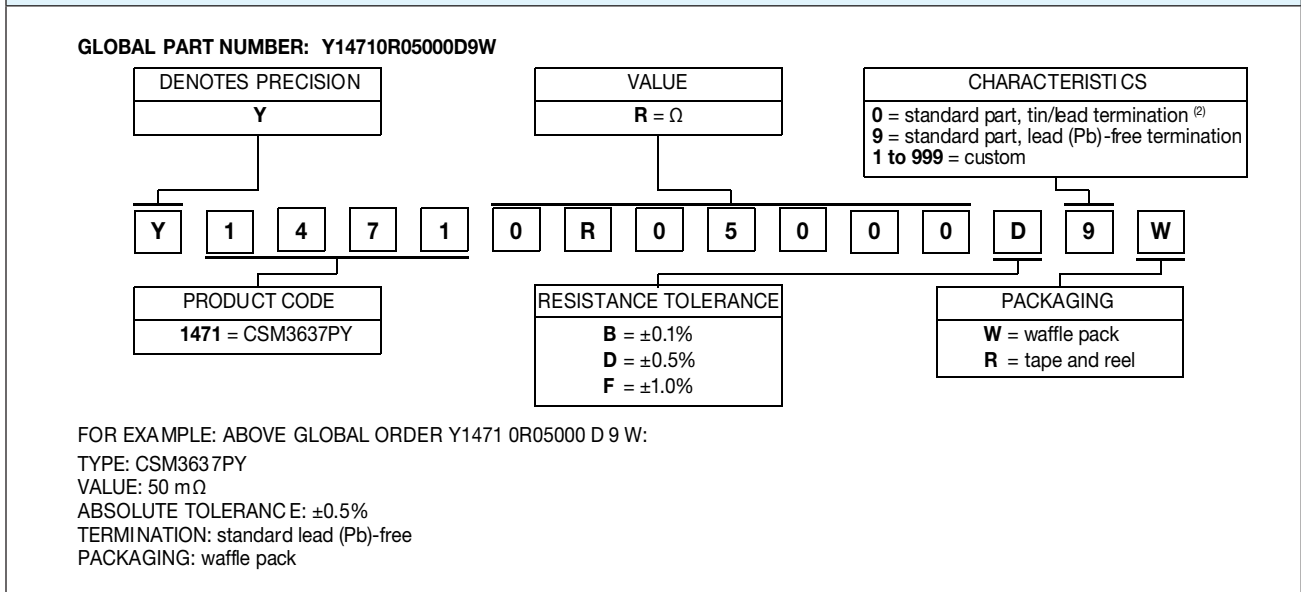 GLOBAL PART NUMBER: Y14710R05000D9W
DENOTES PRECISION
Y
VALUE
R = Ω
CHARACTERISTICS
0 = standard part, tin/lead termination (2)
9 = standard part, lead (Pb)-free termination
1 to 999 = custom
Y 1 4 7 1 0 R 0 5 0 0 0 D 9 W
PRODUCT CODE
1471 = CSM3637PY
RESISTANCE TOLERANCE
B = ±0.1%
D = ±0.5%
F = ±1.0%
PACKAGING
W = waffle pack
R = tape and reel
FOR EXAMPLE: ABOVE GLOBAL ORDER Y1471 0R05000 D 9 W:
TYPE: CSM3637PY
VALUE: 50 mΩ
ABSOLUTE TOLERANCE: ±0.5%
TERMINATION: standard lead (Pb)-free
PACKAGING: waffle pack